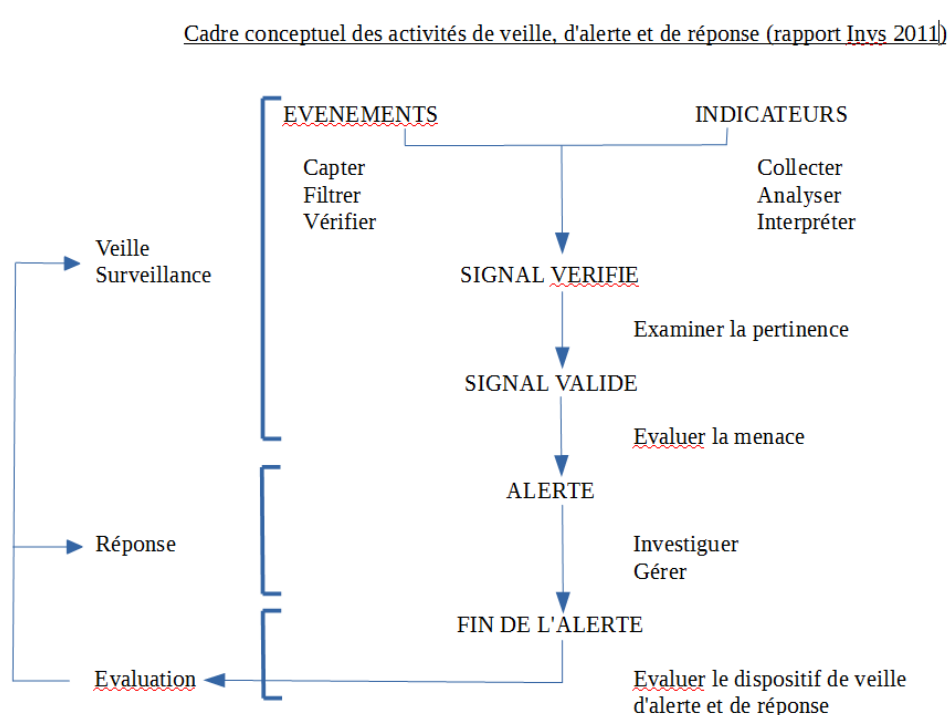 Cadre conceptuel des activités de veille, d'alerte et de réponse (rapport Invs 2011)
EVENEMENTS
INDICATEURS
Capter
Filtrer
Vérifier
Collecter
Analyser
Interpréter
Veille
Surveillance
SIGNAL VERIFIE
Examiner la pertinence
SIGNAL VALIDE
Evaluer la menace
ALERTE
Réponse
Investiguer
Gérer
FIN DE L'ALERTE
Evaluation
Evaluer le dispositif de veille
d'alerte et de réponse